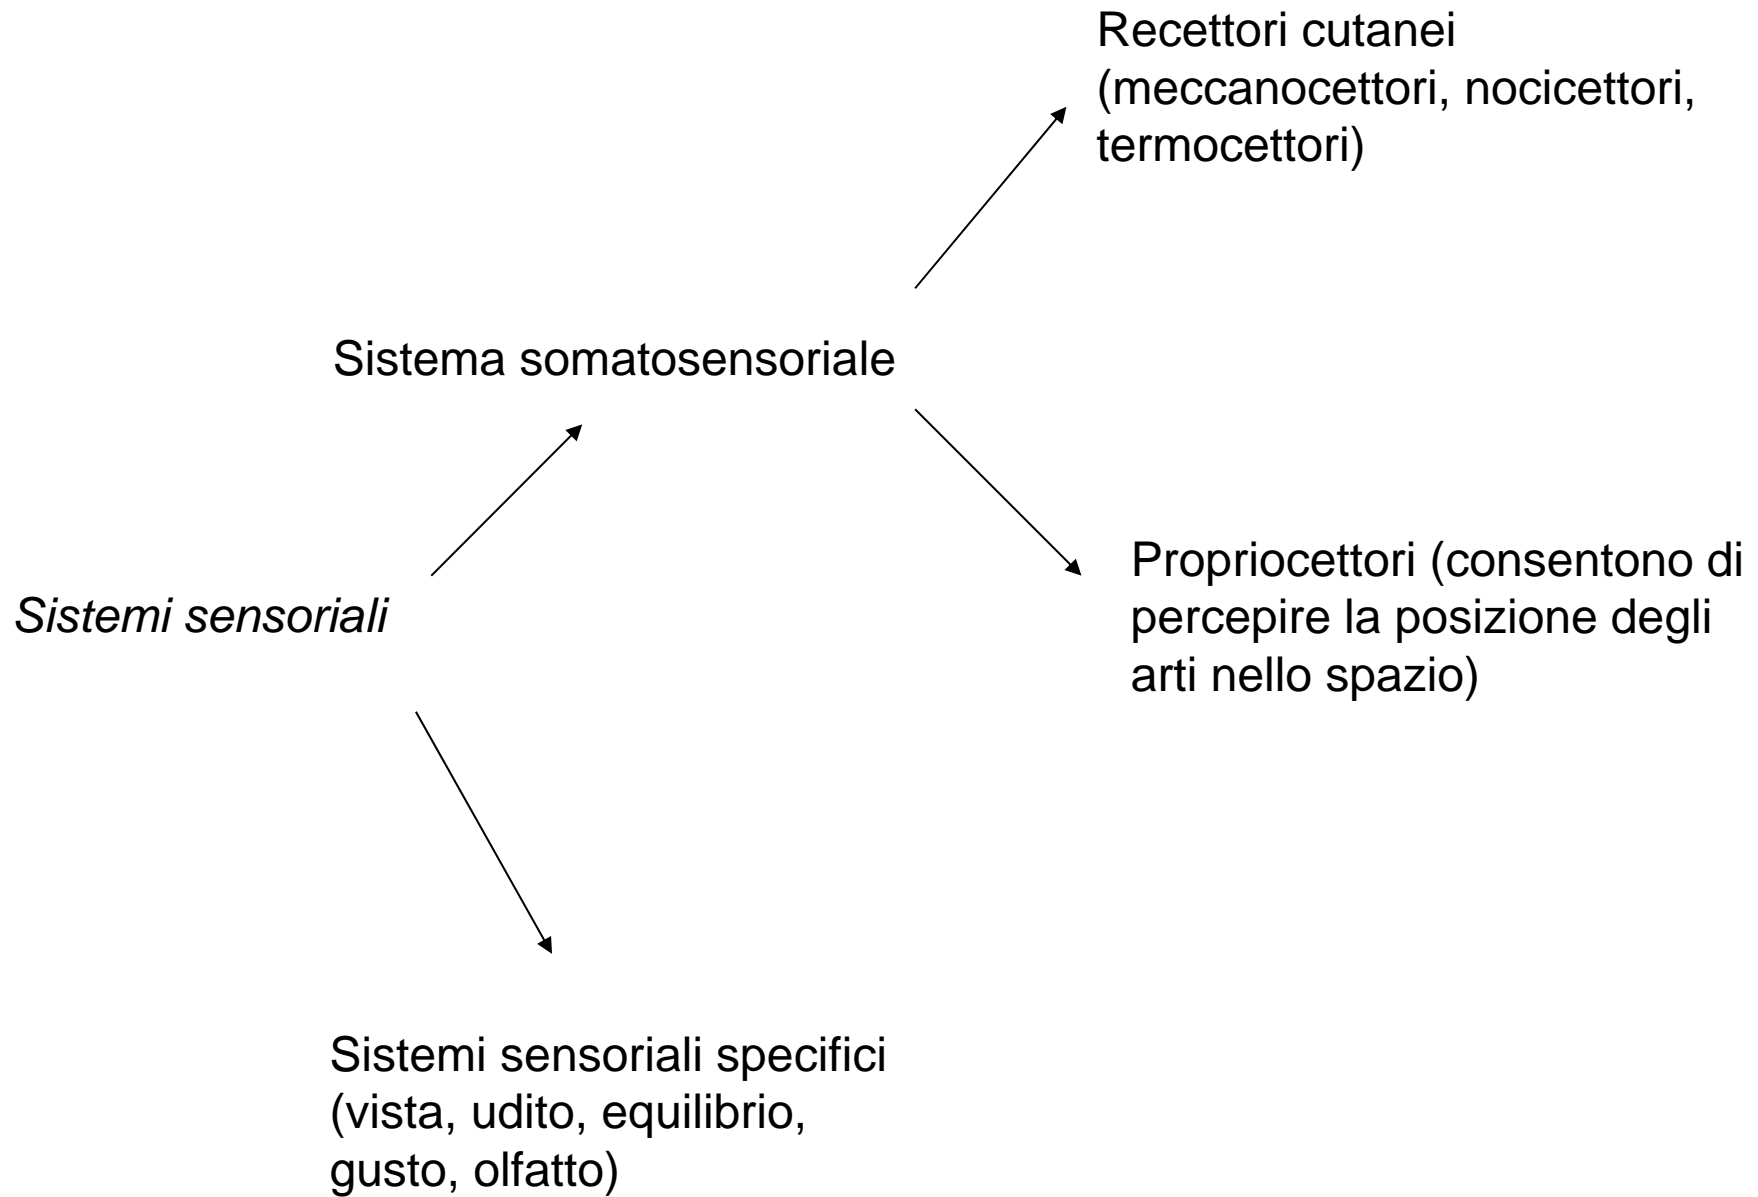 Recettori cutanei
(meccanocettori, nocicettori,
termocettori)
Sistema somatosensoriale
Propriocettori (consentono di
percepire la posizione degli
arti nello spazio)
Sistemi sensoriali
Sistemi sensoriali specifici
(vista, udito, equilibrio,
gusto, olfatto)